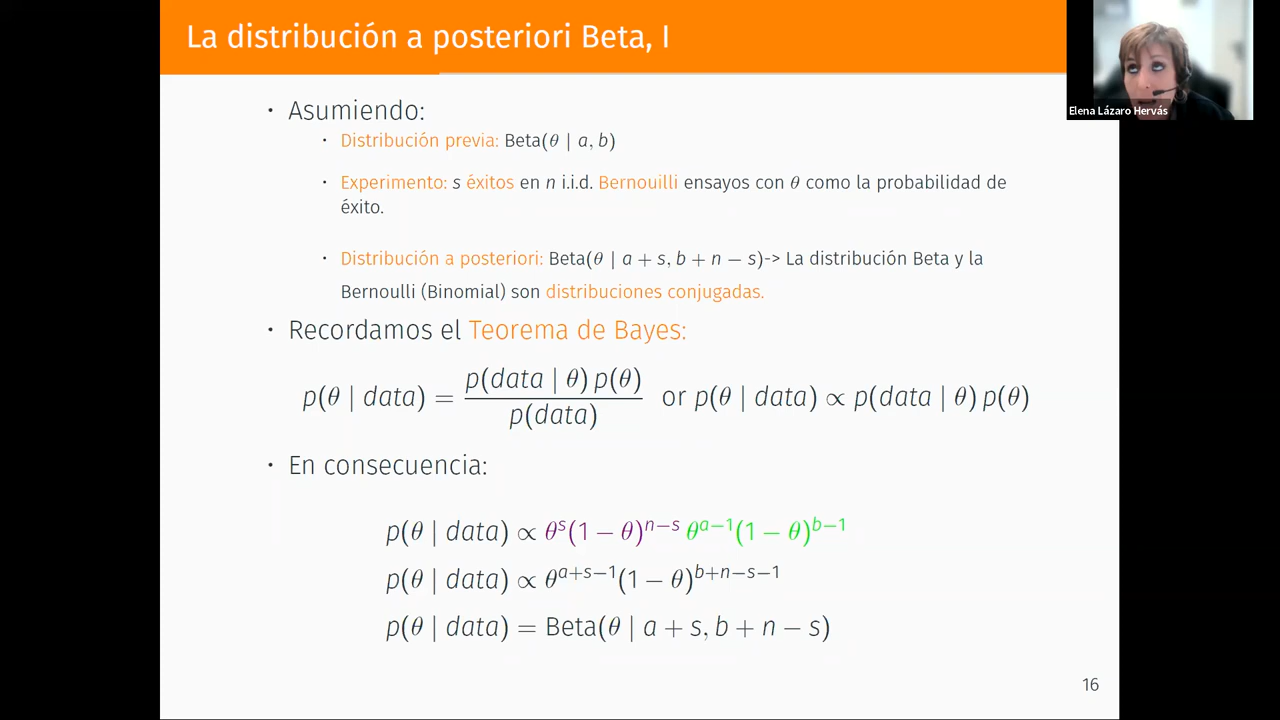 La distribución a posteriori Beta, I
Elena Lázaro Hervás
• Asumiendo:
• Distribución previa: Beta(θ | a, b)
• Experimento: s éxitos en n i.i.d. Bernouilli ensayos con θ como la probabilidad de
éxito.
• Distribución a posteriori: Beta(θ | a + s, b + n − s)-> La distribución Beta y la
Bernoulli (Binomial) son distribuciones conjugadas.
• Recordamos el Teorema de Bayes:
p(θ | data) = \frac{p(data | θ) p(θ)}{p(data)} or p(θ | data) ∝ p(data | θ) p(θ)
• En consecuencia:
p(θ | data) ∝ θ^{s}(1 − θ)^{n−s} θ^{a−1}(1 − θ)^{b−1}
p(θ | data) ∝ θ^{a+s−1}(1 − θ)^{b+n−s−1}
p(θ | data) = Beta(θ | a + s, b + n − s)
16